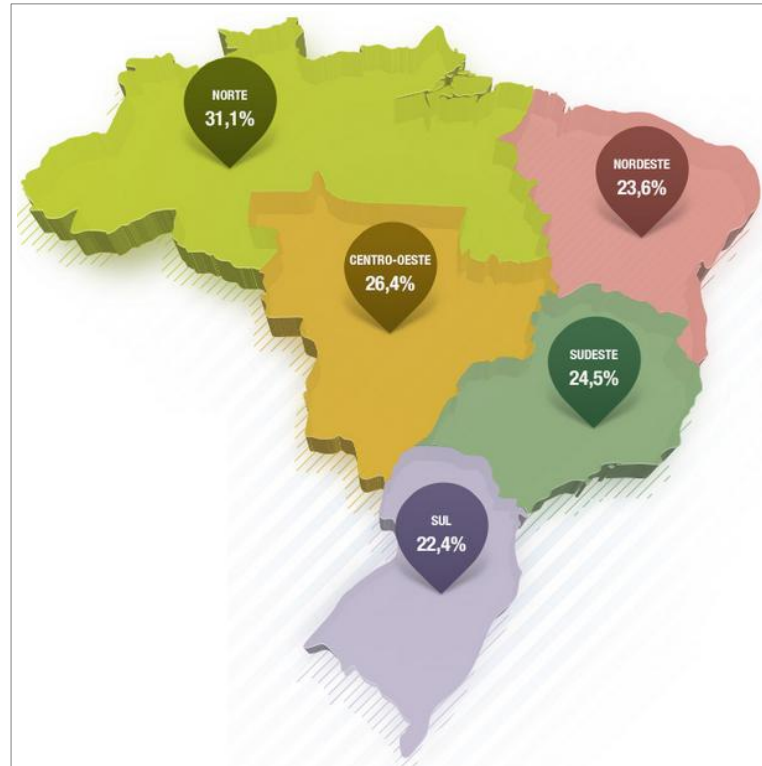 NORTE
31,1%
NORDESTE
23,6%
CENTRO-OESTE
26,4%
SUDESTE
24,5%
SUL
22,4%